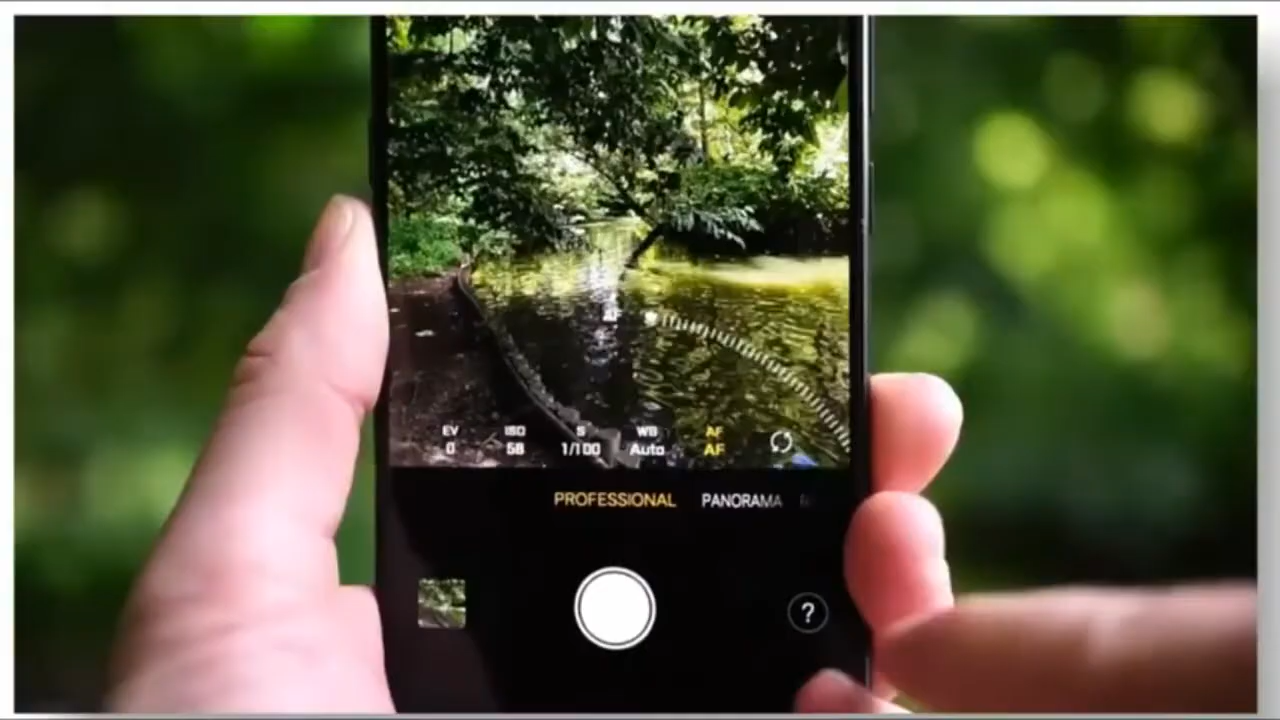 EV ISO S WB AF
0 58 1/100 Auto AF
PROFESSIONAL PANORAMA
?